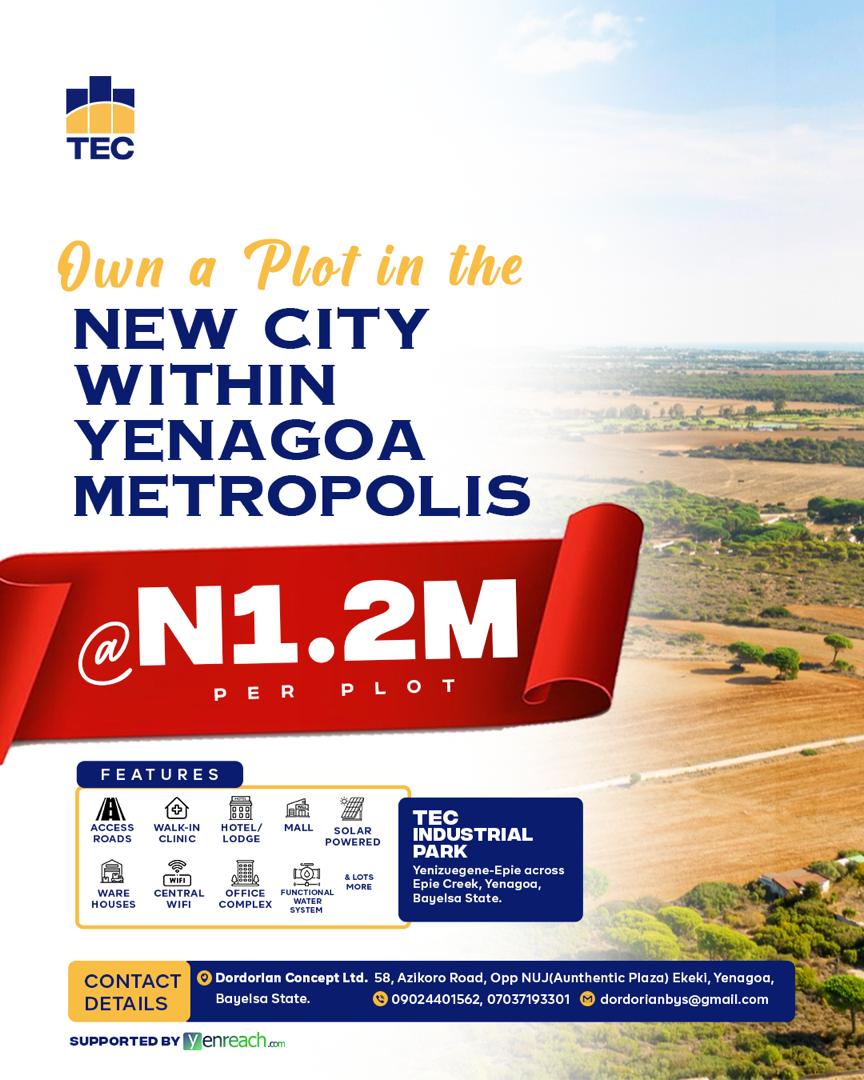 TEC
Own a Plot in the
NEW CITY
WITHIN
YENAGOA
METROPOLIS
@N1.2M
PER PLOT
FEATURES
ACCESS
ROADS
WALK-IN
CLINIC
HOTEL/
LODGE
MALL
SOLAR
POWERED
WARE
HOUSES
WIFI
CENTRAL
WIFI
OFFICE
COMPLEX
FUNCTIONAL
WATER
SYSTEM
& LOTS
MORE
TEC
INDUSTRIAL
PARK
Yenizuegene-Epie across
Epie Creek, Yenagoa,
Bayelsa State.
CONTACT
DETAILS
Dordorian Concept Ltd. 58, Azikoro Road, Opp NUJ(Aunthentic Plaza) Ekeki, Yenagoa,
Bayelsa State. 09024401562, 07037193301 dordorianbys@gmail.com
SUPPORTED BY yenreach.com